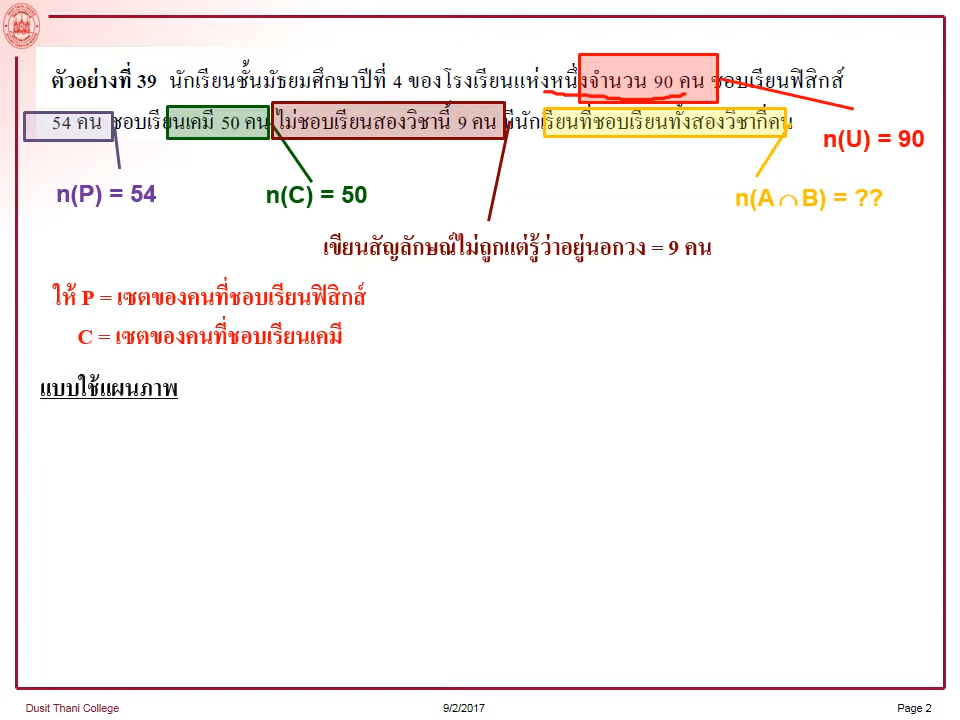 ตัวอย่างที่ 39 นักเรียนชั้นมัธยมศึกษาปีที่ 4 ของโรงเรียนแห่งหนึ่งจำนวน 90 คน ชอบเรียนฟิสิกส์
54 คน ชอบเรียนเคมี 50 คน ไม่ชอบเรียนสองวิชานี้ 9 คน มีนักเรียนที่ชอบเรียนทั้งสองวิชากี่คน
n(U) = 90
n(P) = 54 n(C) = 50 n(A ∩ B) = ??
เขียนสัญลักษณ์ไม่ถูกแต่รู้ว่าอยู่นอกวง = 9 คน
ให้ P = เซตของคนที่ชอบเรียนฟิสิกส์
C = เซตของคนที่ชอบเรียนเคมี
แบบใช้แผนภาพ
Dusit Thani College 9/2/2017 Page 2